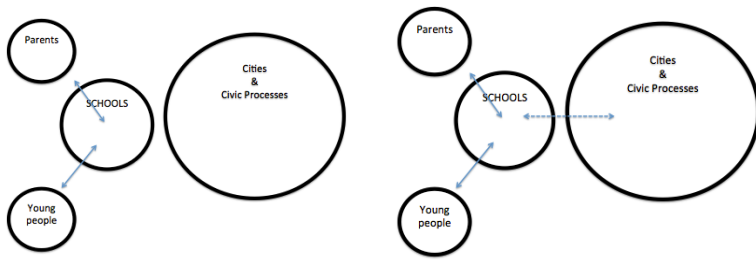 Parents
SCHOOLS
Cities
&
Civic Processes
Young
people
Parents
SCHOOLS
Cities
&
Civic Processes
Young
people